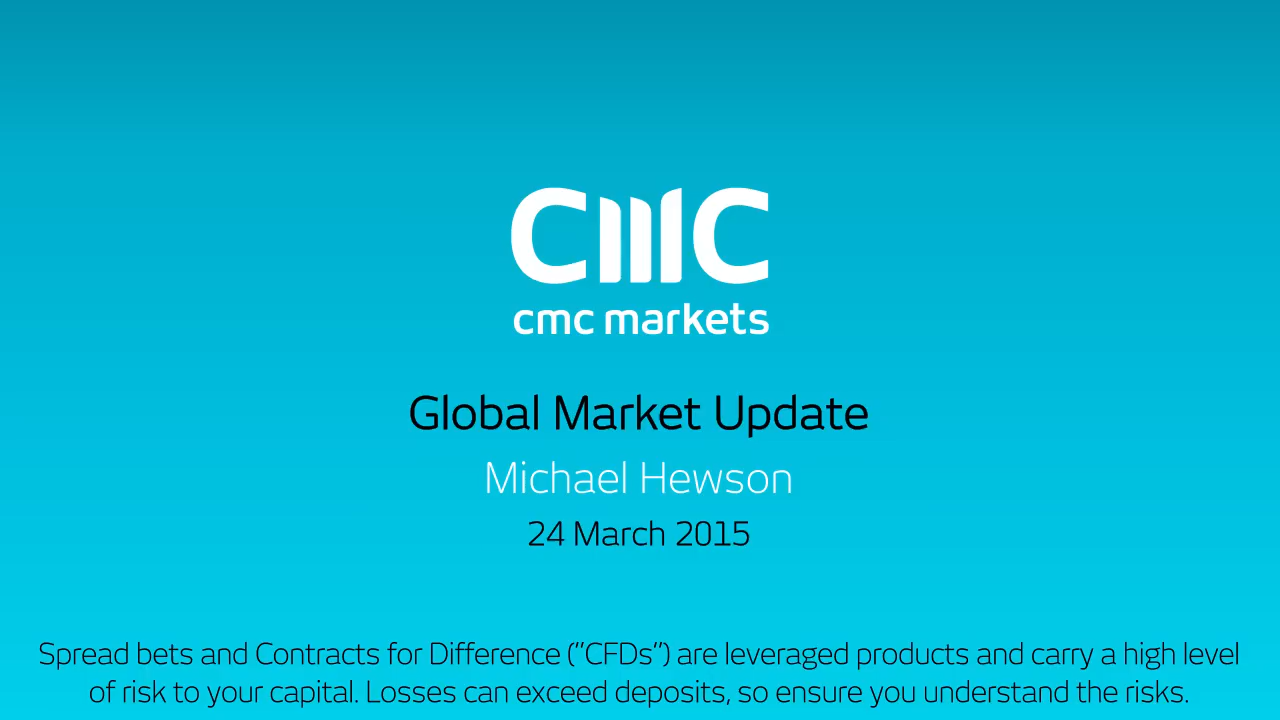 CMC
cmc markets
Global Market Update
Michael Hewson
24 March 2015
Spread bets and Contracts for Difference (“CFDs”) are leveraged products and carry a high level
of risk to your capital. Losses can exceed deposits, so ensure you understand the risks.